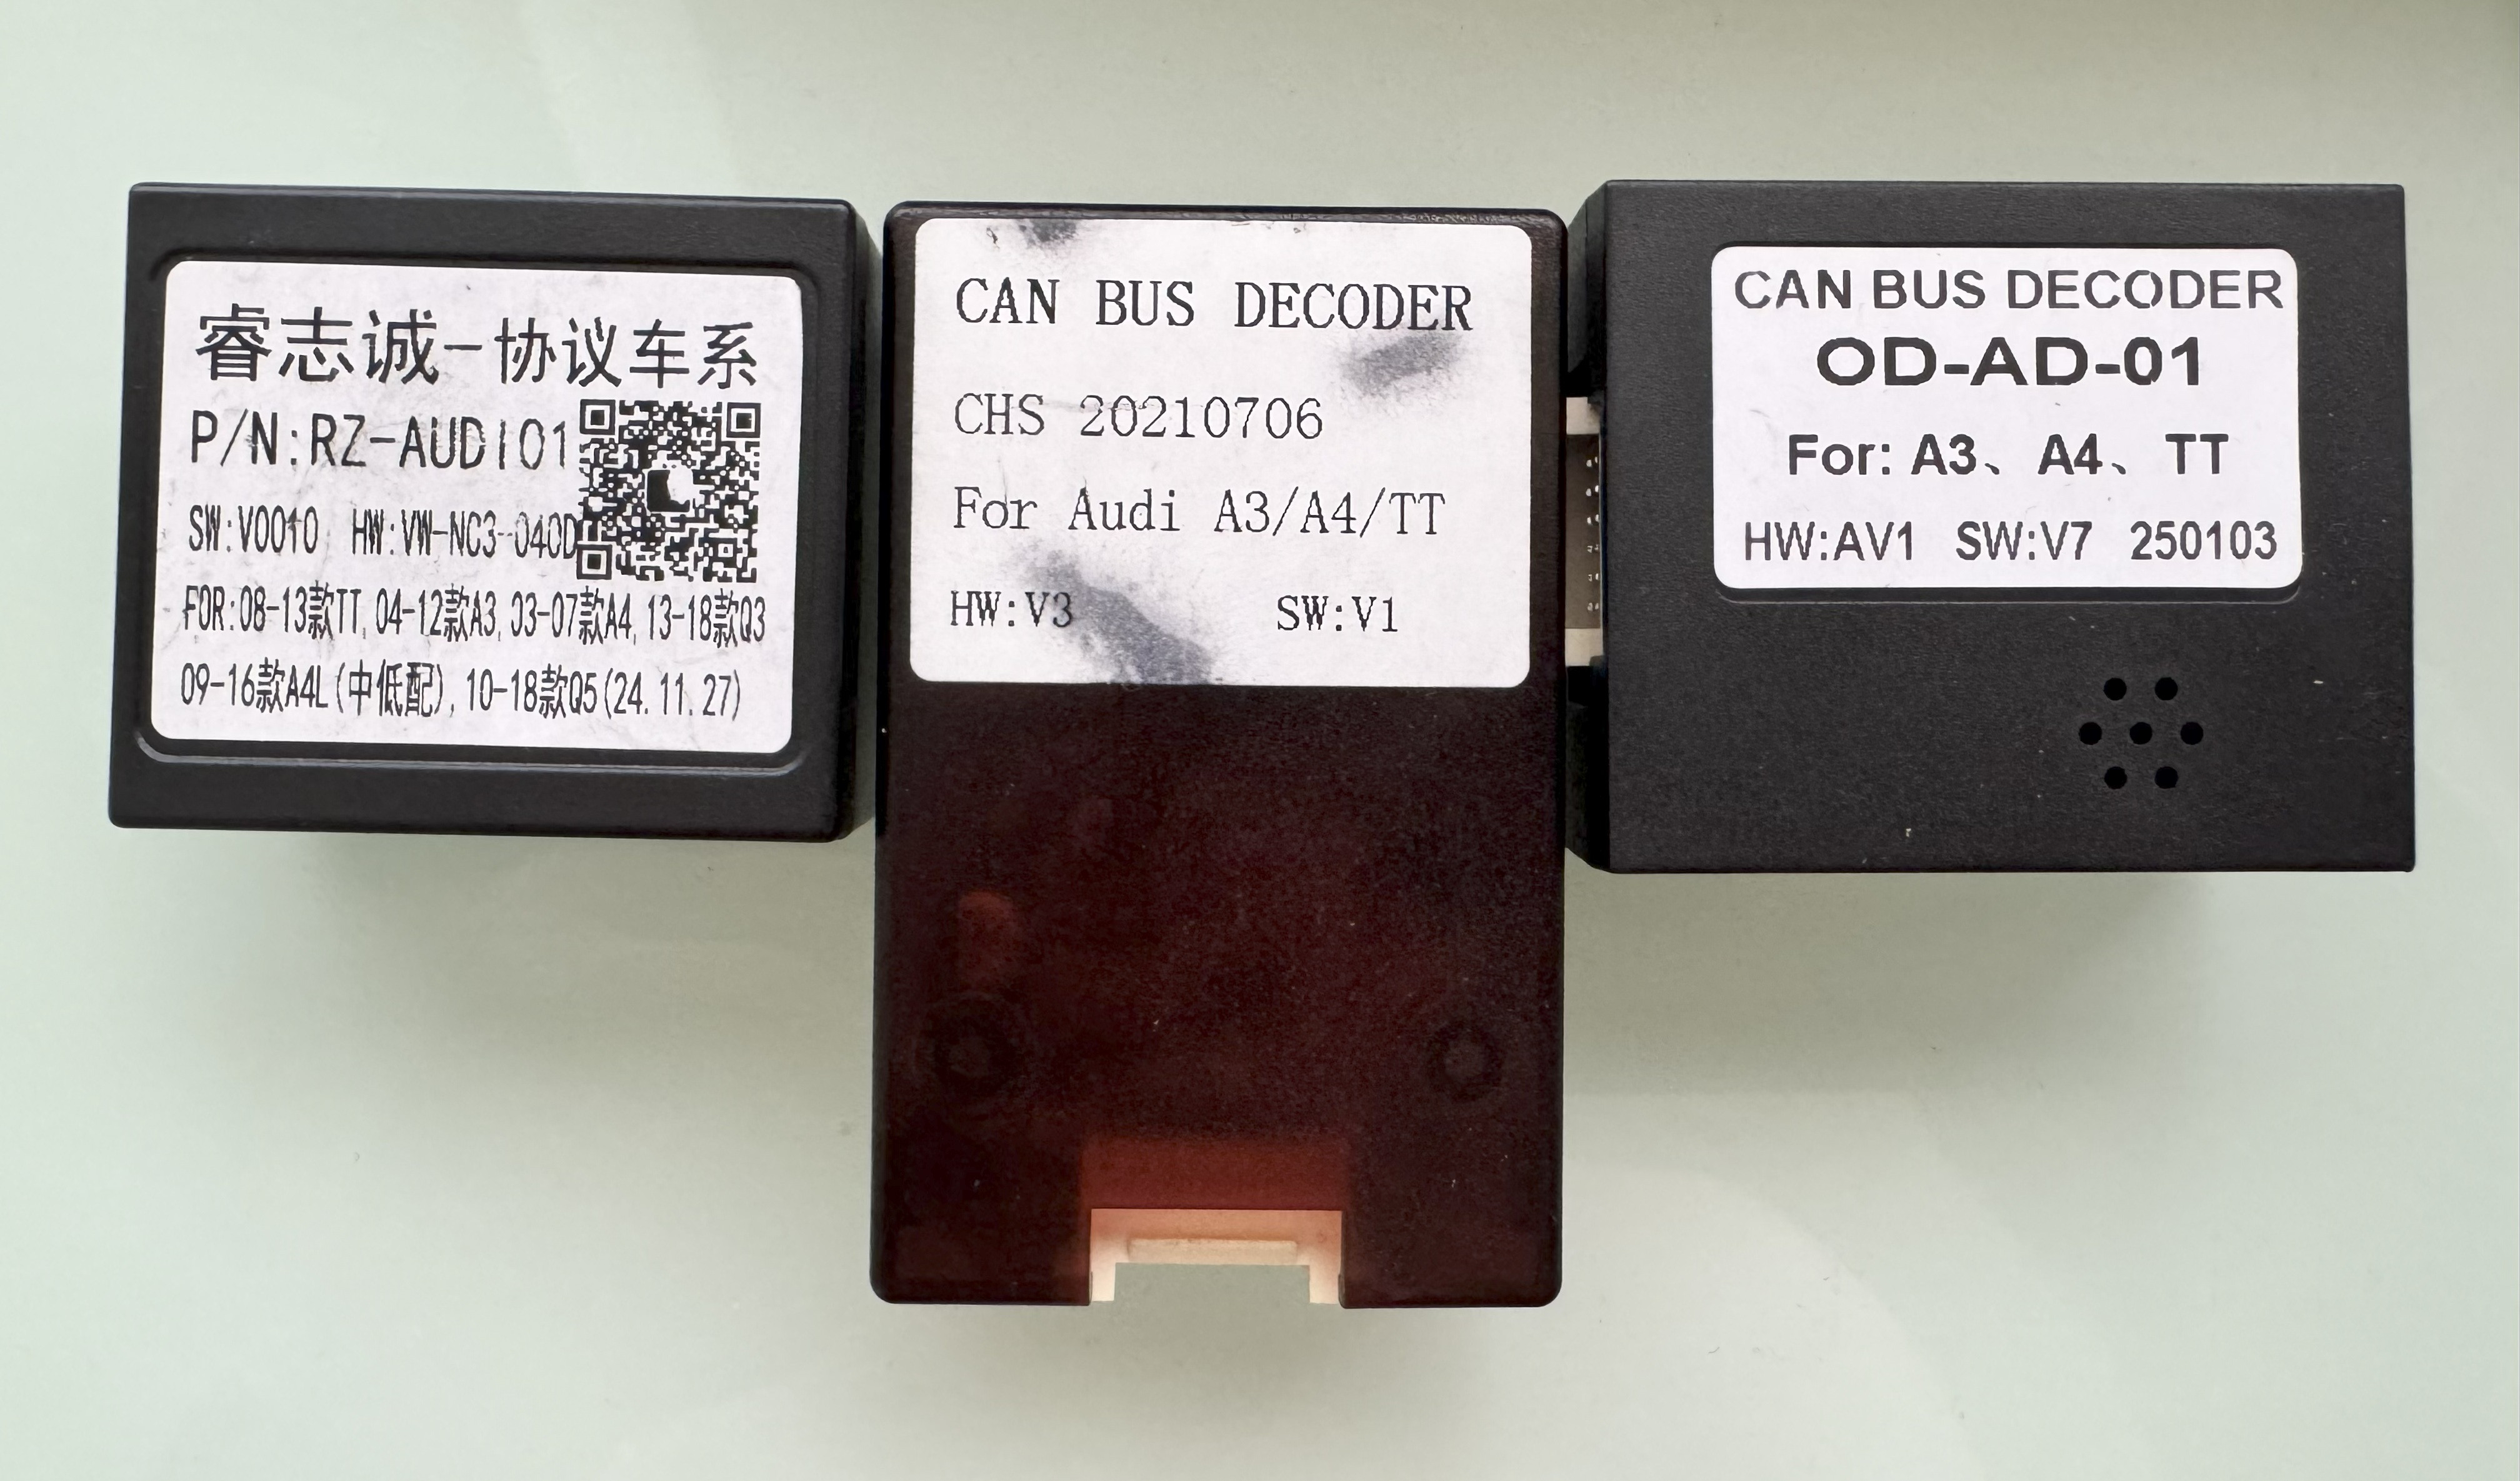 睿志诚-协议车系
P/N:RZ-AUDI01
SW:V0010 HW:VW-NC3-040D
FOR:08-13款TT, 04-12款A3, 03-07款A4, 13-18款Q3
09-16款A4L(中低配), 10-18款Q5(24.11.27)
CAN BUS DECODER
CHS 20210706
For Audi A3/A4/TT
HW:V3 SW:V1
CAN BUS DECODER
OD-AD-01
For: A3、 A4、 TT
HW:AV1 SW:V7 250103